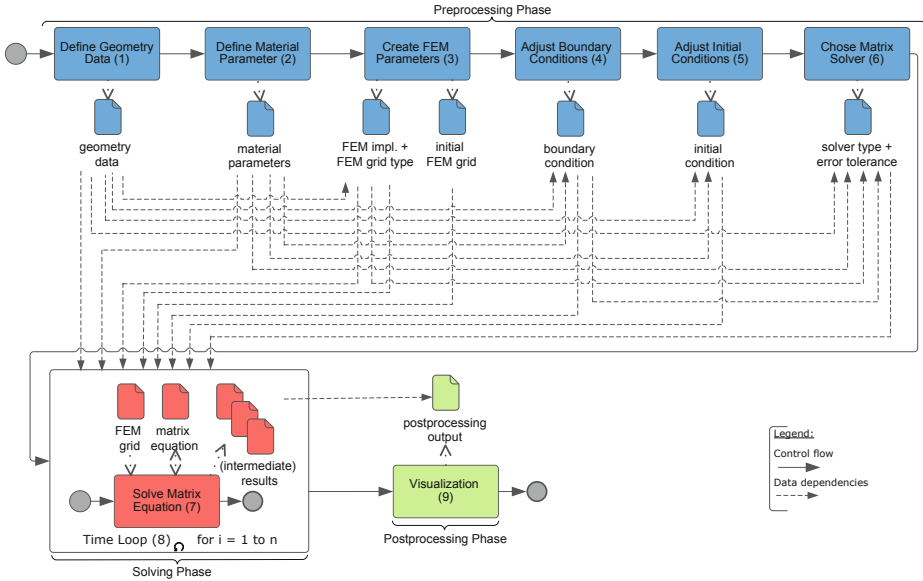 Preprocessing Phase
Define Geometry
Data (1)
Define Material
Parameter (2)
Create FEM
Parameters (3)
Adjust Boundary
Conditions (4)
Adjust Initial
Conditions (5)
Chose Matrix
Solver (6)
geometry
data
material
parameters
FEM impl. +
FEM grid type
initial
FEM grid
boundary
condition
initial
condition
solver type +
error tolerance
FEM
grid
matrix
equation
(intermediate)
results
postprocessing
output
Solve Matrix
Equation (7)
Visualization
(9)
Time Loop (8)
for i = 1 to n
Solving Phase
Postprocessing Phase
Legend:
Control flow
Data dependencies